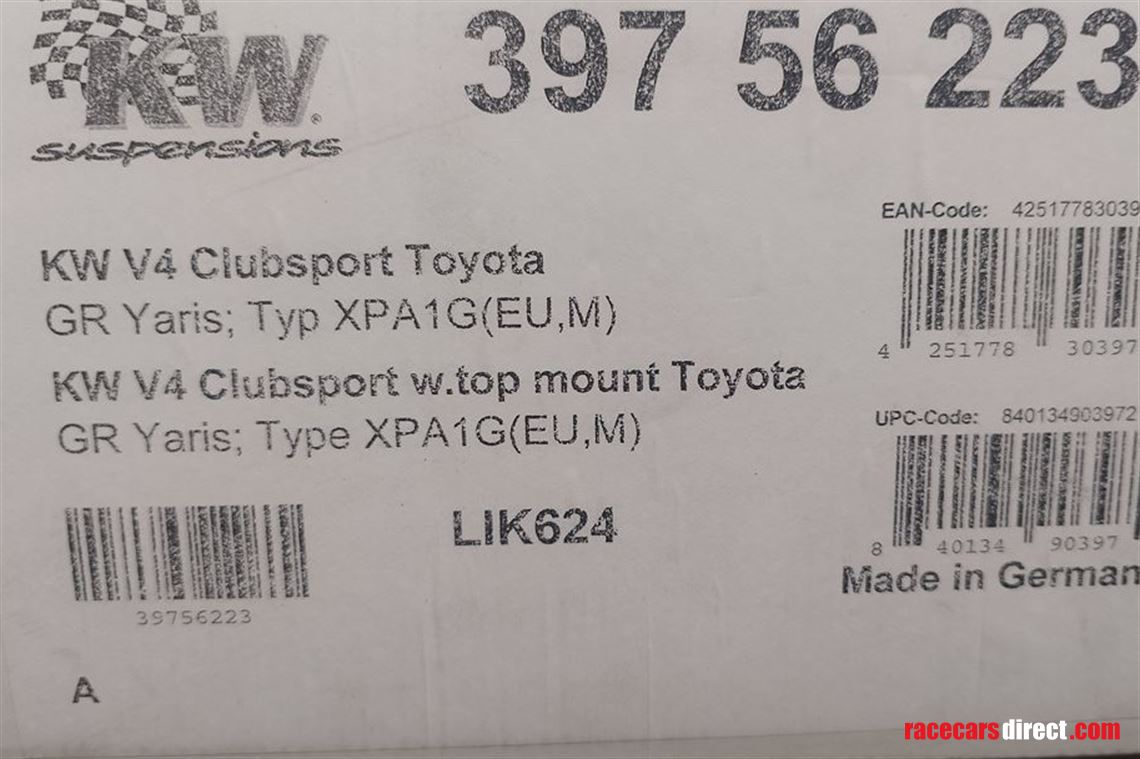 KW®
suspensions
397 56 223
KW V4 Clubsport Toyota
GR Yaris; Typ XPA1G(EU,M)
KW V4 Clubsport w.top mount Toyota
GR Yaris; Type XPA1G(EU,M)
EAN-Code: 42517783039
4 251778 30397
UPC-Code: 840134903972
8 40134 90397
Made in German
LIK624
39756223
A
racecarsdirect.com